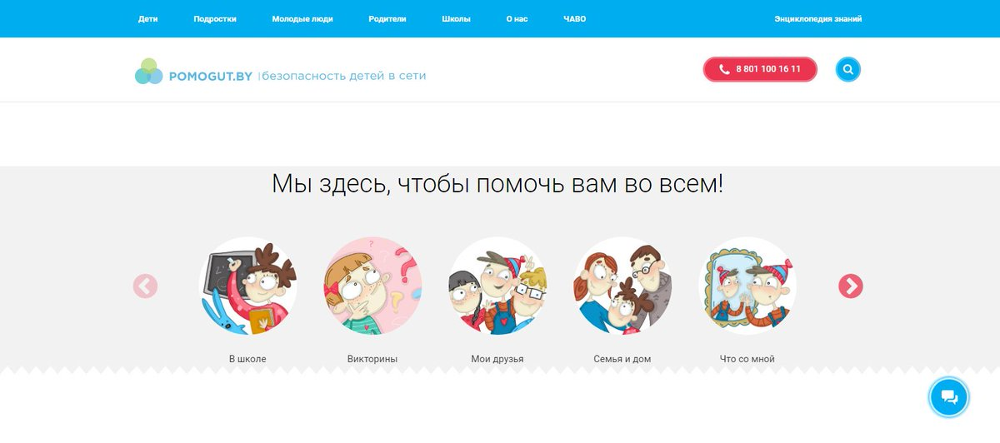 Дети Подростки Молодые люди Родители Школы О нас ЧАВО Энциклопедия знаний
POMOGUT.BY |безопасность детей в сети 8 801 100 16 11
Мы здесь, чтобы помочь вам во всем!
В школе Викторины Мои друзья Семья и дом Что со мной